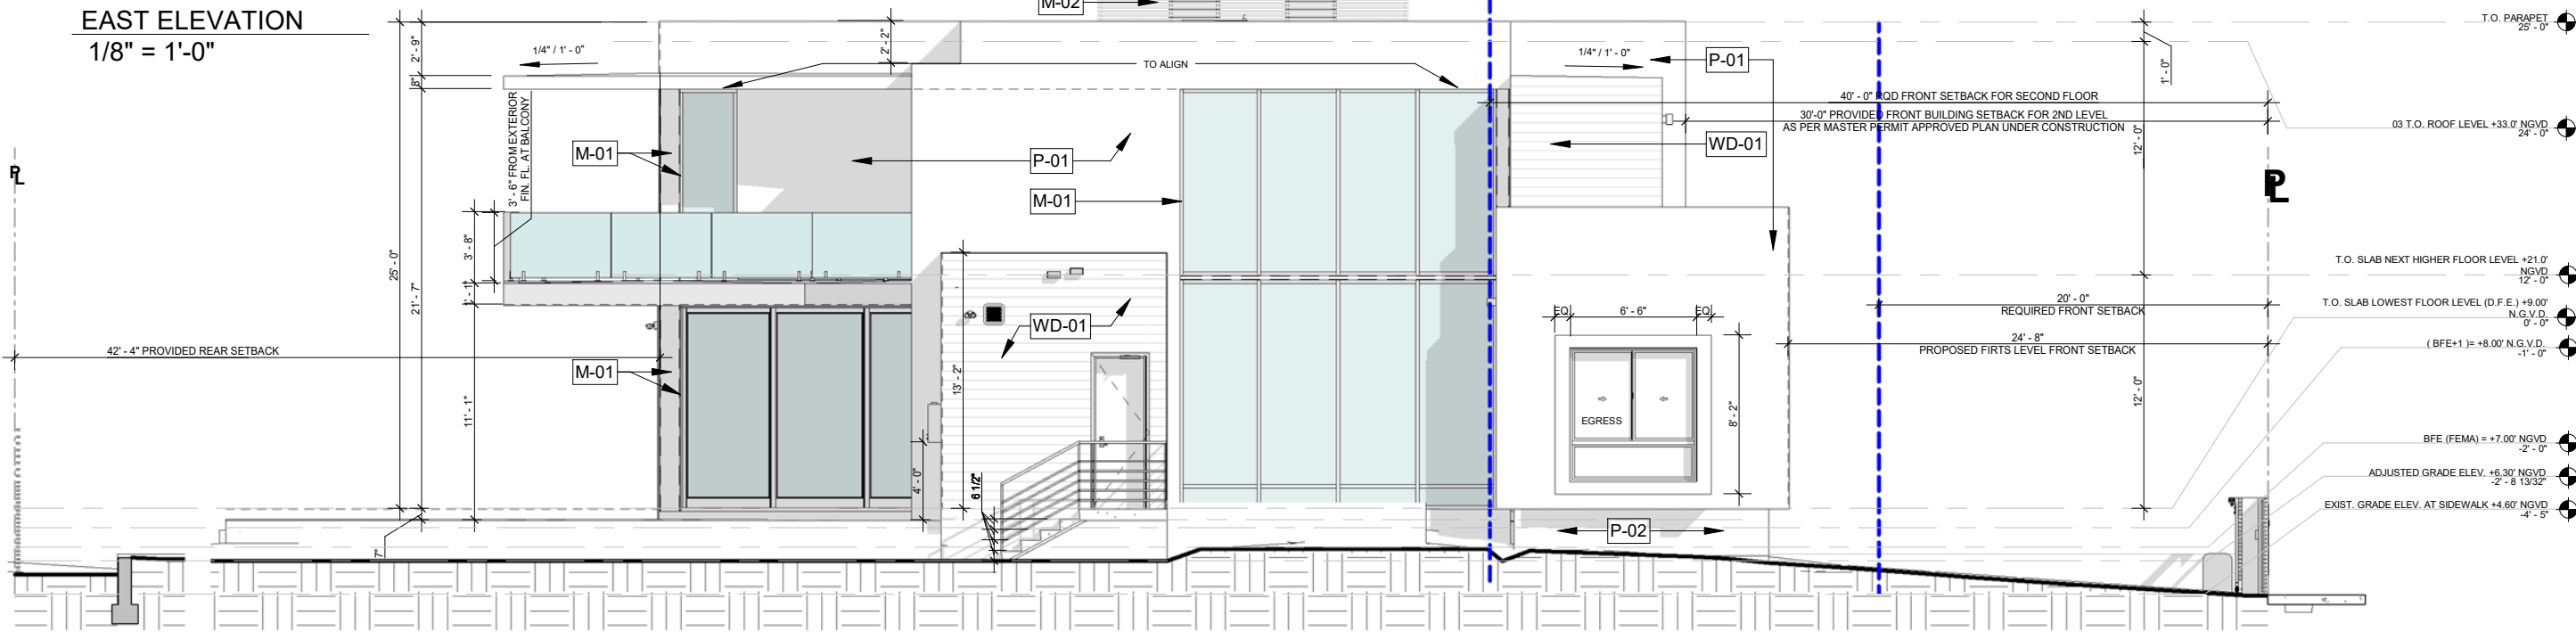 EAST ELEVATION
1/8" = 1'-0"
M-02
T.O. PARAPET
25' - 0"
2' - 9"
2' - 2"
1/4" / 1' - 0"
1/4" / 1' - 0"
P-01
TO ALIGN
1' - 0"
8"
40' - 0" RQD FRONT SETBACK FOR SECOND FLOOR
30'-0" PROVIDED FRONT BUILDING SETBACK FOR 2ND LEVEL
AS PER MASTER PERMIT APPROVED PLAN UNDER CONSTRUCTION
03 T.O. ROOF LEVEL +33.0' NGVD
24' - 0"
3' - 6" FROM EXTERIOR
FIN. FL. AT BALCONY
M-01
P-01
WD-01
12' - 0"
PL
PL
M-01
3' - 8"
25' - 0"
21' - 7"
1' - 1"
T.O. SLAB NEXT HIGHER FLOOR LEVEL +21.0'
NGVD
12' - 0"
20' - 0"
REQUIRED FRONT SETBACK
T.O. SLAB LOWEST FLOOR LEVEL (D.F.E.) +9.00'
N.G.V.D.
0' - 0"
EQ
6' - 6"
EQ
WD-01
42' - 4" PROVIDED REAR SETBACK
24' - 8"
PROPOSED FIRTS LEVEL FRONT SETBACK
( BFE+1 )= +8.00' N.G.V.D.
-1' - 0"
M-01
13' - 2"
11' - 1"
12' - 0"
8' - 2"
EGRESS
BFE (FEMA) = +7.00' NGVD
-2' - 0"
4' - 0"
6 1/2"
ADJUSTED GRADE ELEV. +6.30' NGVD
-2' - 8 13/32"
EXIST. GRADE ELEV. AT SIDEWALK +4.60' NGVD
-4' - 5"
P-02
7"